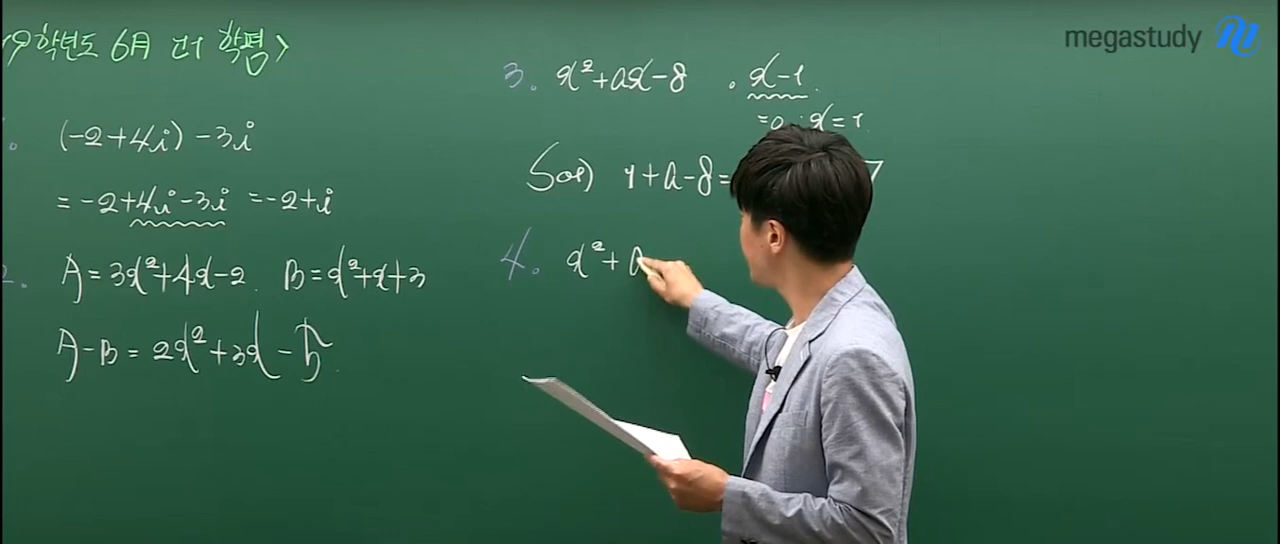 megastudy
19학년도 6月 고1 학평>
(-2+4i)-3i
=-2+4i-3i =-2+i
2. A=3x²+4x-2. B=x²+x+3
A-B=2x²+3x-5.
3. x²+ax-8 . x-1.
=0 x=1.
Sol) 1+a-8= 7
4. x²+a